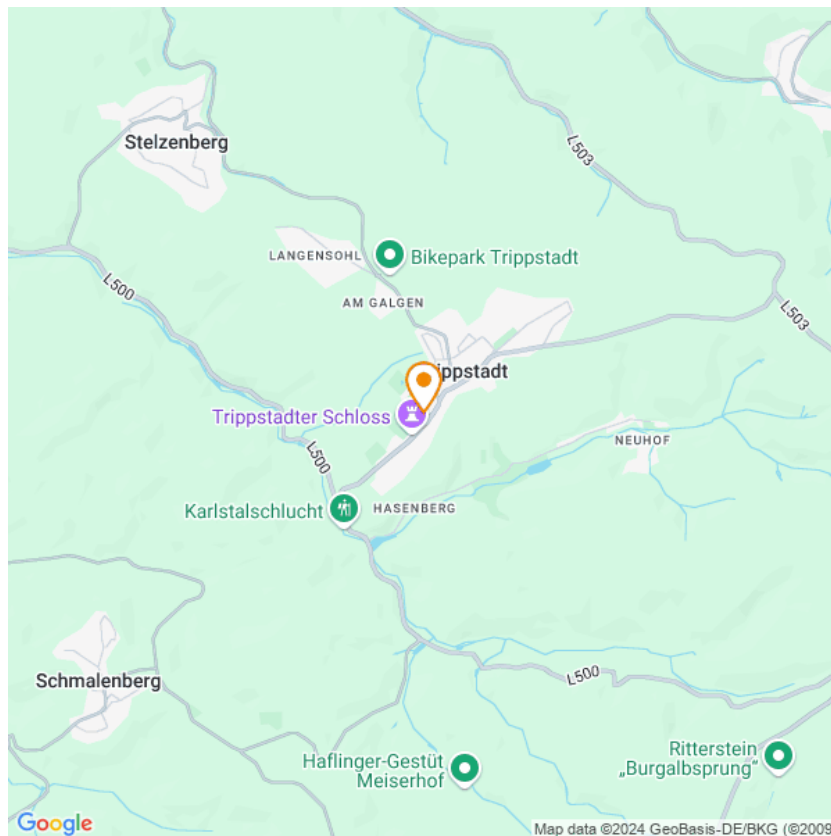 L503
Stelzenberg
LANGENSOHL
Bikepark Trippstadt
L500
AM GALGEN
L503
ippstadt
Trippstadter Schloss
NEUHOF
L500
Karlstalschlucht
HASENBERG
Schmalenberg
L500
Haflinger-Gestüt
Meiserhof
Ritterstein
„Burgalbsprung“
Google
Map data ©2024 GeoBasis-DE/BKG (©2009